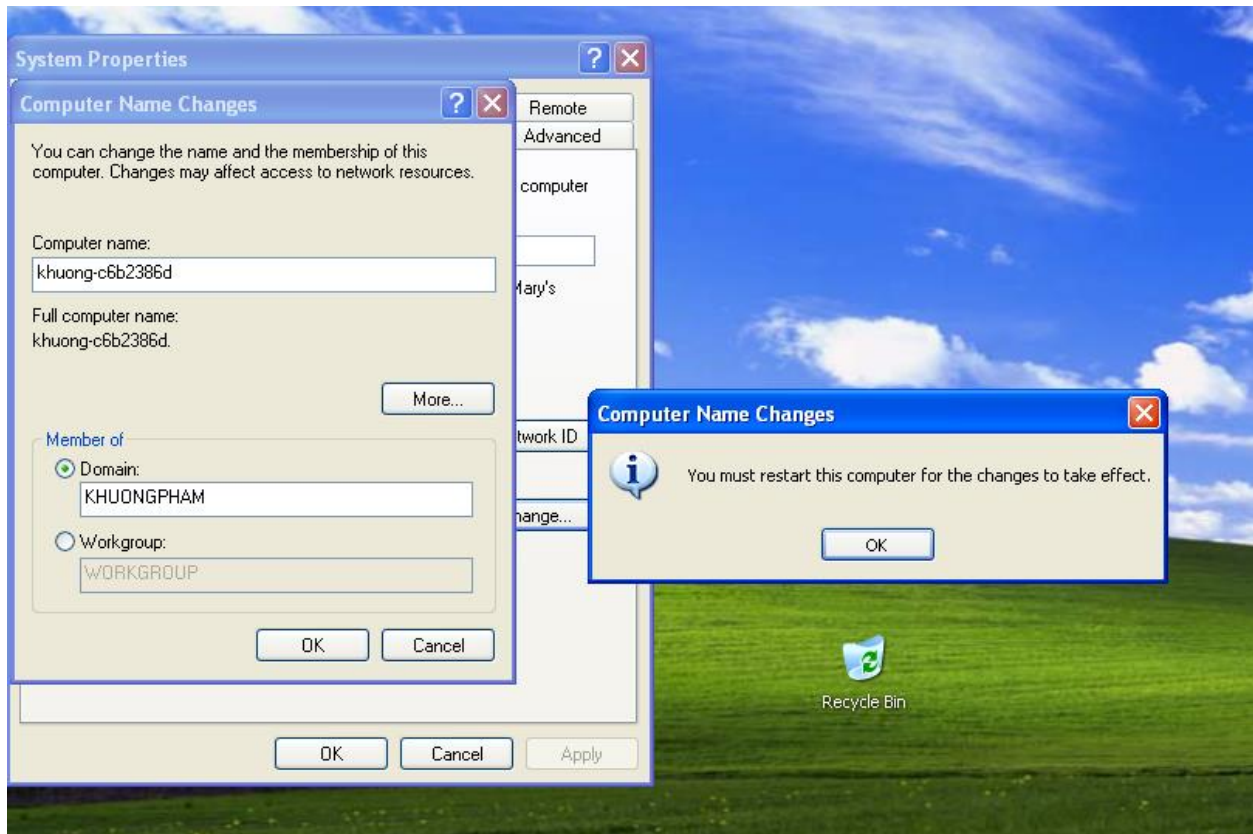 System Properties
Computer Name Changes
Remote
Advanced
You can change the name and the membership of this
computer. Changes may affect access to network resources.
computer
Computer name:
khuong-c6b2386d
Mary's
Full computer name:
khuong-c6b2386d.
More...
Member of
Domain:
KHUONGPHAM
Workgroup:
WORKGROUP
OK
Cancel
twork ID
hange...
OK
Cancel
Apply
Computer Name Changes
You must restart this computer for the changes to take effect.
OK
Recycle Bin